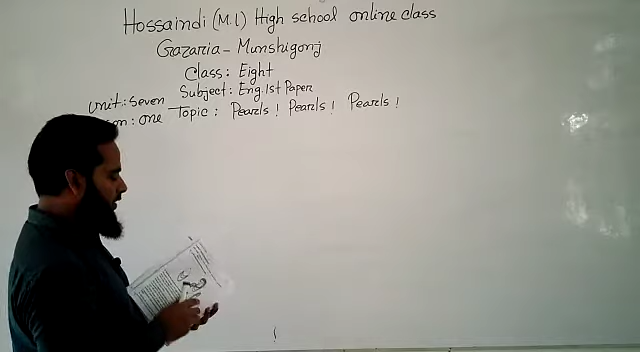 Hossaindi (M.L) High school online class
Gazaria - Munshigonj
Class: Eight
Subject: Eng.1st Paper
Unit: Seven
one Topic: Pearls! Pearls! Pearls!